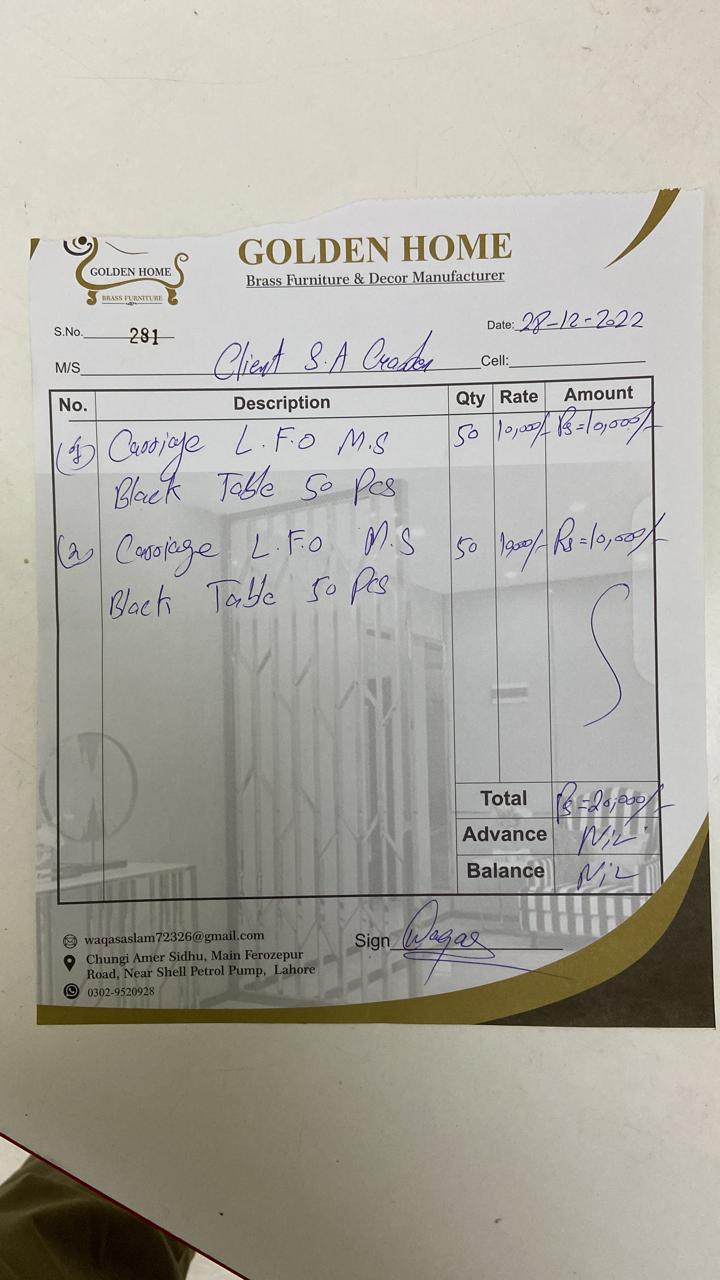 GOLDEN HOME
BRASS FURNITURE
GOLDEN HOME
Brass Furniture & Decor Manufacturer
S.No. 281 Date: 28-12-2022
M/S Client S.A Cell:
No. Description Qty Rate Amount
(1) Carriage L.F.O M.S 50 10,000/- Rs=10,000/-
Black Table 50 Pcs
(2) Carriage L.F.O M.S 50 Rs=10,000/-
Black Table 50 Pcs
Total Rs=20,000/-
Advance Nil
Balance Nil
Sign Waqas
waqasaslam72326@gmail.com
Chungi Amer Sidhu, Main Ferozepur
Road, Near Shell Petrol Pump, Lahore
0302-9520928